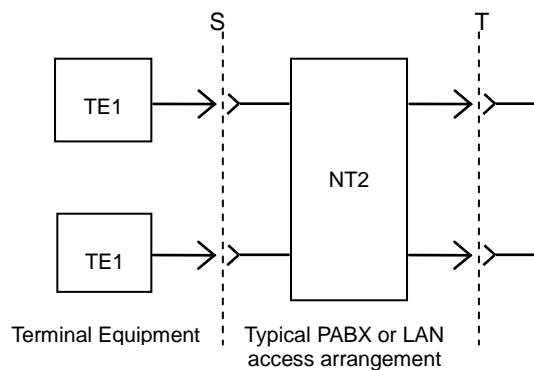 S
T
TE1
NT2
TE1
Terminal Equipment
Typical PABX or LAN
access arrangement